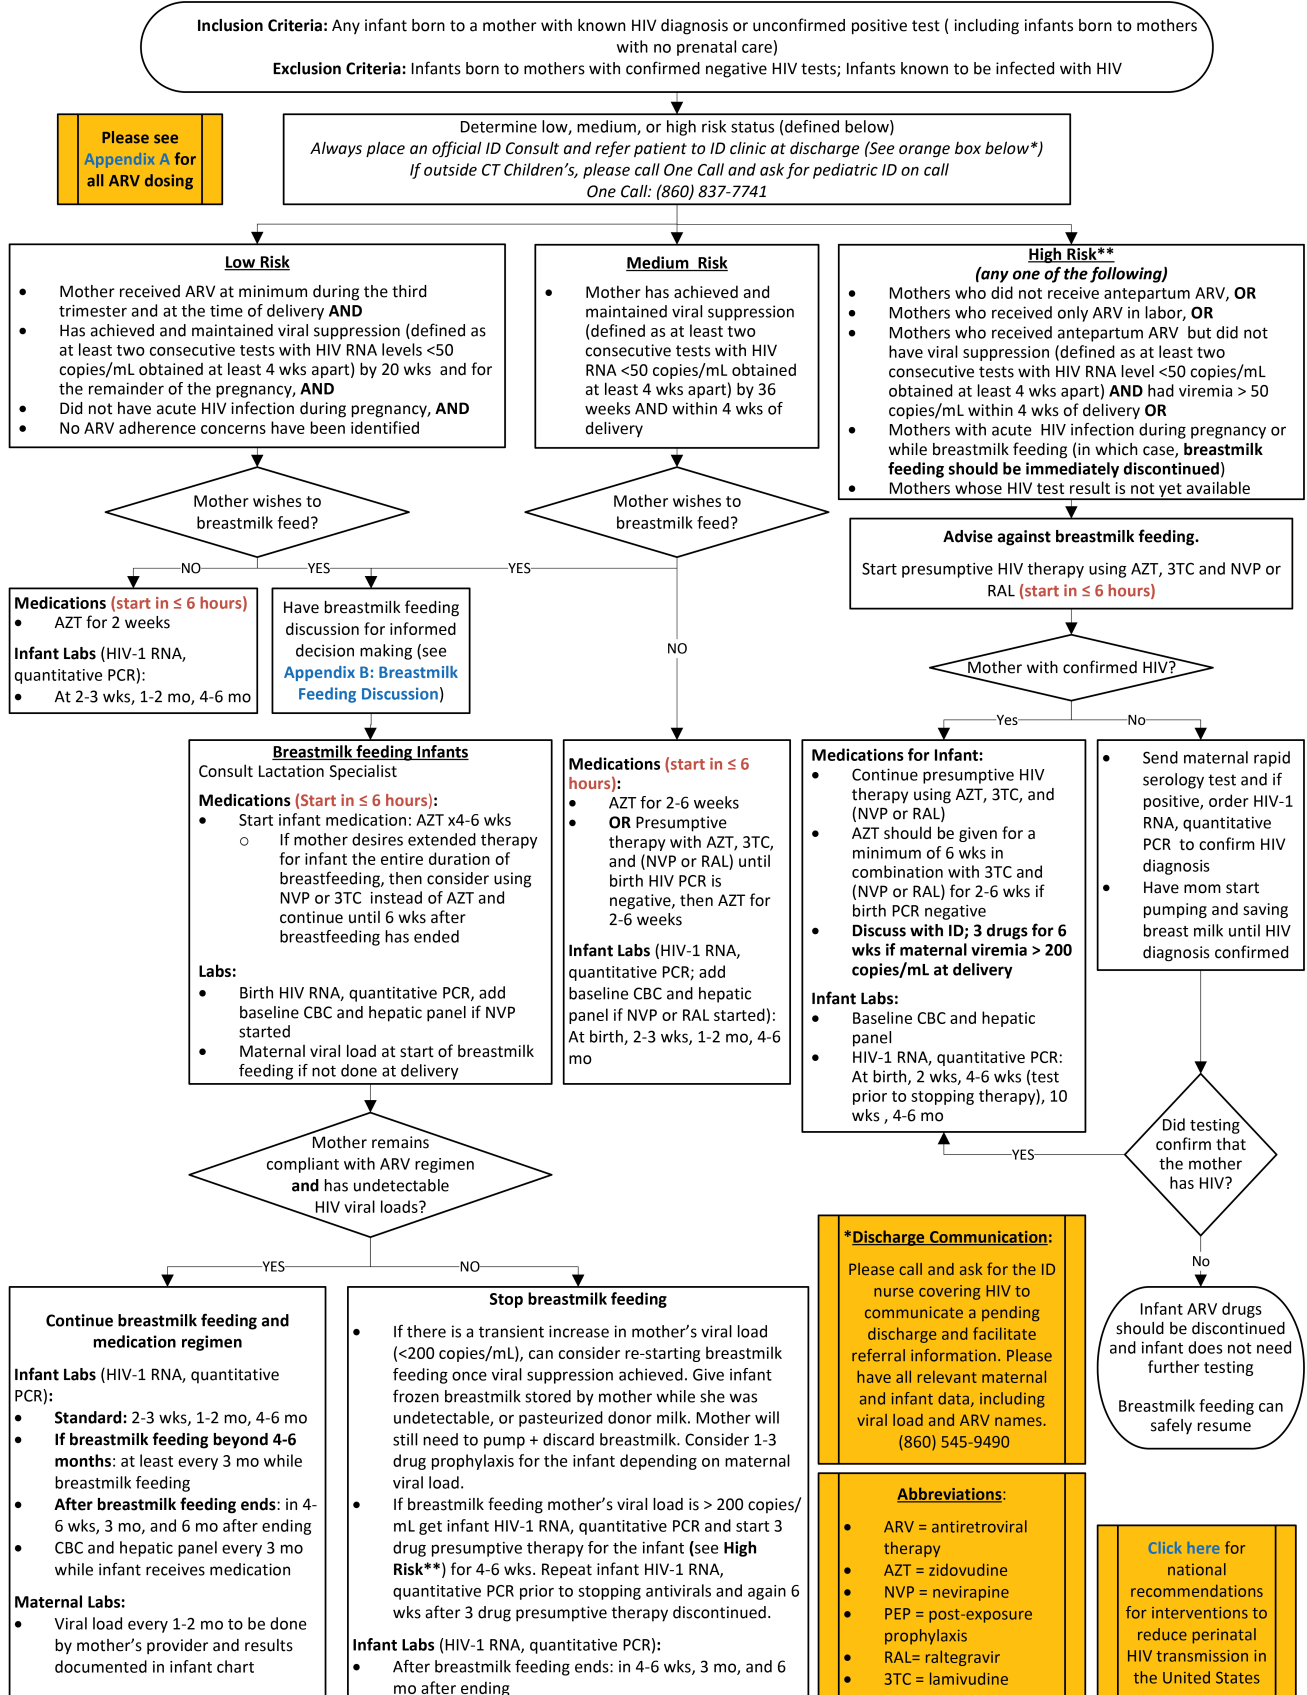 Inclusion Criteria: Any infant born to a mother with known HIV diagnosis or unconfirmed positive test ( including infants born to mothers
with no prenatal care)
Exclusion Criteria: Infants born to mothers with confirmed negative HIV tests; Infants known to be infected with HIV
Please see
Appendix A for
all ARV dosing
Determine low, medium, or high risk status (defined below)
Always place an official ID Consult and refer patient to ID clinic at discharge (See orange box below*)
If outside CT Children’s, please call One Call and ask for pediatric ID on call
One Call: (860) 837-7741
Low Risk
• Mother received ARV at minimum during the third
trimester and at the time of delivery AND
• Has achieved and maintained viral suppression (defined as
at least two consecutive tests with HIV RNA levels <50
copies/mL obtained at least 4 wks apart) by 20 wks and for
the remainder of the pregnancy, AND
• Did not have acute HIV infection during pregnancy, AND
• No ARV adherence concerns have been identified
Medium Risk
• Mother has achieved and
maintained viral suppression
(defined as at least two
consecutive tests with HIV
RNA <50 copies/mL obtained
at least 4 wks apart) by 36
weeks AND within 4 wks of
delivery
High Risk**
(any one of the following)
• Mothers who did not receive antepartum ARV, OR
• Mothers who received only ARV in labor, OR
• Mothers who received antepartum ARV but did not
have viral suppression (defined as at least two
consecutive tests with HIV RNA level <50 copies/mL
obtained at least 4 wks apart) AND had viremia > 50
copies/mL within 4 wks of delivery OR
• Mothers with acute HIV infection during pregnancy or
while breastmilk feeding (in which case, breastmilk
feeding should be immediately discontinued)
• Mothers whose HIV test result is not yet available
Mother wishes to
breastmilk feed?
Mother wishes to
breastmilk feed?
Advise against breastmilk feeding.
Start presumptive HIV therapy using AZT, 3TC and NVP or
RAL (start in ≤ 6 hours)
NO
YES
YES
NO
Medications (start in ≤ 6 hours)
• AZT for 2 weeks
Infant Labs (HIV-1 RNA,
quantitative PCR):
• At 2-3 wks, 1-2 mo, 4-6 mo
Have breastmilk feeding
discussion for informed
decision making (see
Appendix B: Breastmilk
Feeding Discussion)
Mother with confirmed HIV?
Yes
No
Breastmilk feeding Infants
Consult Lactation Specialist
Medications (Start in ≤ 6 hours):
• Start infant medication: AZT x4-6 wks
o If mother desires extended therapy
for infant the entire duration of
breastfeeding, then consider using
NVP or 3TC instead of AZT and
continue until 6 wks after
breastfeeding has ended
Labs:
• Birth HIV RNA, quantitative PCR, add
baseline CBC and hepatic panel if NVP
started
• Maternal viral load at start of breastmilk
feeding if not done at delivery
Medications (start in ≤ 6
hours):
• AZT for 2-6 weeks
• OR Presumptive
therapy with AZT, 3TC,
and (NVP or RAL) until
birth HIV PCR is
negative, then AZT for
2-6 weeks
Infant Labs (HIV-1 RNA,
quantitative PCR; add
baseline CBC and hepatic
panel if NVP or RAL started):
At birth, 2-3 wks, 1-2 mo, 4-6
mo
Medications for Infant:
• Continue presumptive HIV
therapy using AZT, 3TC, and
(NVP or RAL)
• AZT should be given for a
minimum of 6 wks in
combination with 3TC and
(NVP or RAL) for 2-6 wks if
birth PCR negative
• Discuss with ID; 3 drugs for 6
wks if maternal viremia > 200
copies/mL at delivery
Infant Labs:
• Baseline CBC and hepatic
panel
• HIV-1 RNA, quantitative PCR:
At birth, 2 wks, 4-6 wks (test
prior to stopping therapy), 10
wks , 4-6 mo
• Send maternal rapid
serology test and if
positive, order HIV-1
RNA, quantitative
PCR to confirm HIV
diagnosis
• Have mom start
pumping and saving
breast milk until HIV
diagnosis confirmed
Mother remains
compliant with ARV regimen
and has undetectable
HIV viral loads?
Did testing
confirm that
the mother
has HIV?
YES
No
YES
NO
Continue breastmilk feeding and
medication regimen
Infant Labs (HIV-1 RNA, quantitative
PCR):
• Standard: 2-3 wks, 1-2 mo, 4-6 mo
• If breastmilk feeding beyond 4-6
months: at least every 3 mo while
breastmilk feeding
• After breastmilk feeding ends: in 4-
6 wks, 3 mo, and 6 mo after ending
• CBC and hepatic panel every 3 mo
while infant receives medication
Maternal Labs:
• Viral load every 1-2 mo to be done
by mother’s provider and results
documented in infant chart
Stop breastmilk feeding
• If there is a transient increase in mother’s viral load
(<200 copies/mL), can consider re-starting breastmilk
feeding once viral suppression achieved. Give infant
frozen breastmilk stored by mother while she was
undetectable, or pasteurized donor milk. Mother will
still need to pump + discard breastmilk. Consider 1-3
drug prophylaxis for the infant depending on maternal
viral load.
• If breastmilk feeding mother’s viral load is > 200 copies/
mL get infant HIV-1 RNA, quantitative PCR and start 3
drug presumptive therapy for the infant (see High
Risk**) for 4-6 wks. Repeat infant HIV-1 RNA,
quantitative PCR prior to stopping antivirals and again 6
wks after 3 drug presumptive therapy discontinued.
Infant Labs (HIV-1 RNA, quantitative PCR):
• After breastmilk feeding ends: in 4-6 wks, 3 mo, and 6
mo after ending
*Discharge Communication:
Please call and ask for the ID
nurse covering HIV to
communicate a pending
discharge and facilitate
referral information. Please
have all relevant maternal
and infant data, including
viral load and ARV names.
(860) 545-9490
Infant ARV drugs
should be discontinued
and infant does not need
further testing
Breastmilk feeding can
safely resume
Abbreviations:
• ARV = antiretroviral
therapy
• AZT = zidovudine
• NVP = nevirapine
• PEP = post-exposure
prophylaxis
• RAL= raltegravir
• 3TC = lamivudine
Click here for
national
recommendations
for interventions to
reduce perinatal
HIV transmission in
the United States